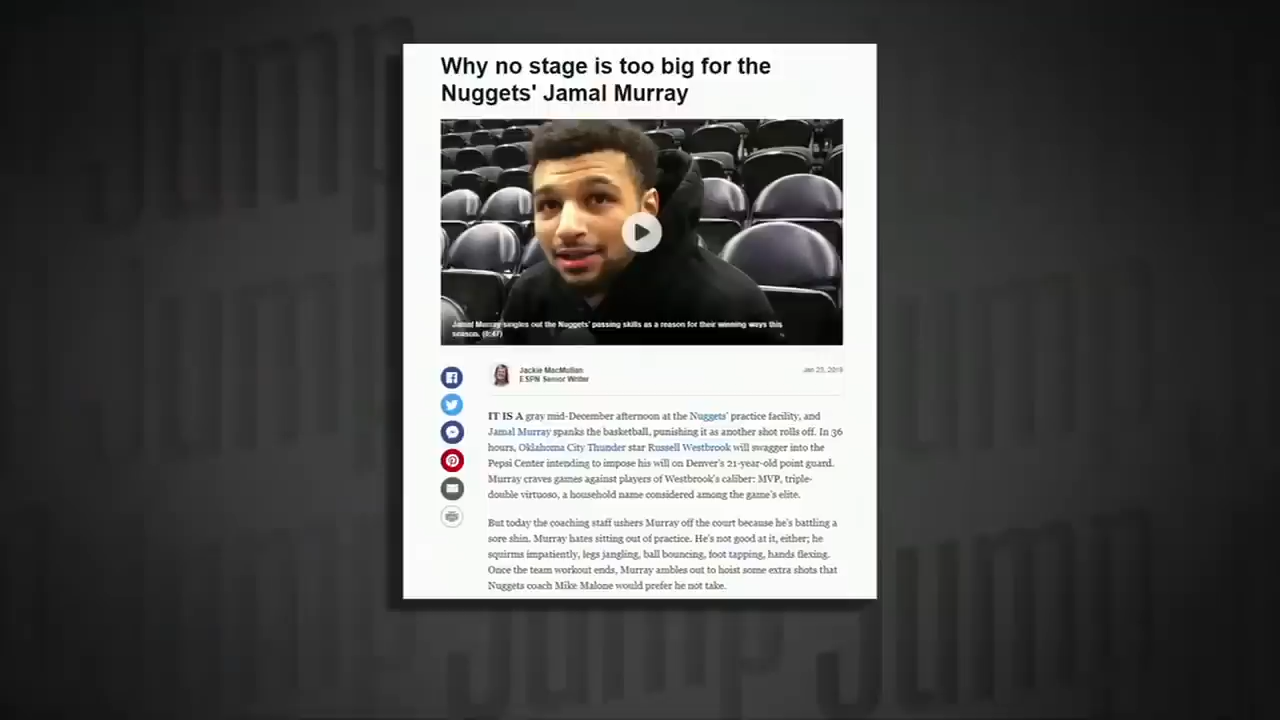 Why no stage is too big for the
Nuggets' Jamal Murray
Jamal Murray singles out the Nuggets' passing skills as a reason for their winning ways this
season. (0:47)
Jackie MacMullan
ESPN Senior Writer
Jan 23, 2019
IT IS A gray mid-December afternoon at the Nuggets' practice facility, and
Jamal Murray spanks the basketball, punishing it as another shot rolls off. In 36
hours, Oklahoma City Thunder star Russell Westbrook will swagger into the
Pepsi Center intending to impose his will on Denver's 21-year-old point guard.
Murray craves games against players of Westbrook's caliber: MVP, triple-
double virtuoso, a household name considered among the game's elite.
But today the coaching staff ushers Murray off the court because he's battling a
sore shin. Murray hates sitting out of practice. He's not good at it, either; he
squirms impatiently, legs jangling, ball bouncing, foot tapping, hands flexing.
Once the team workout ends, Murray ambles out to hoist some extra shots that
Nuggets coach Mike Malone would prefer he not take.
Jump
Jump
Jump
Jump